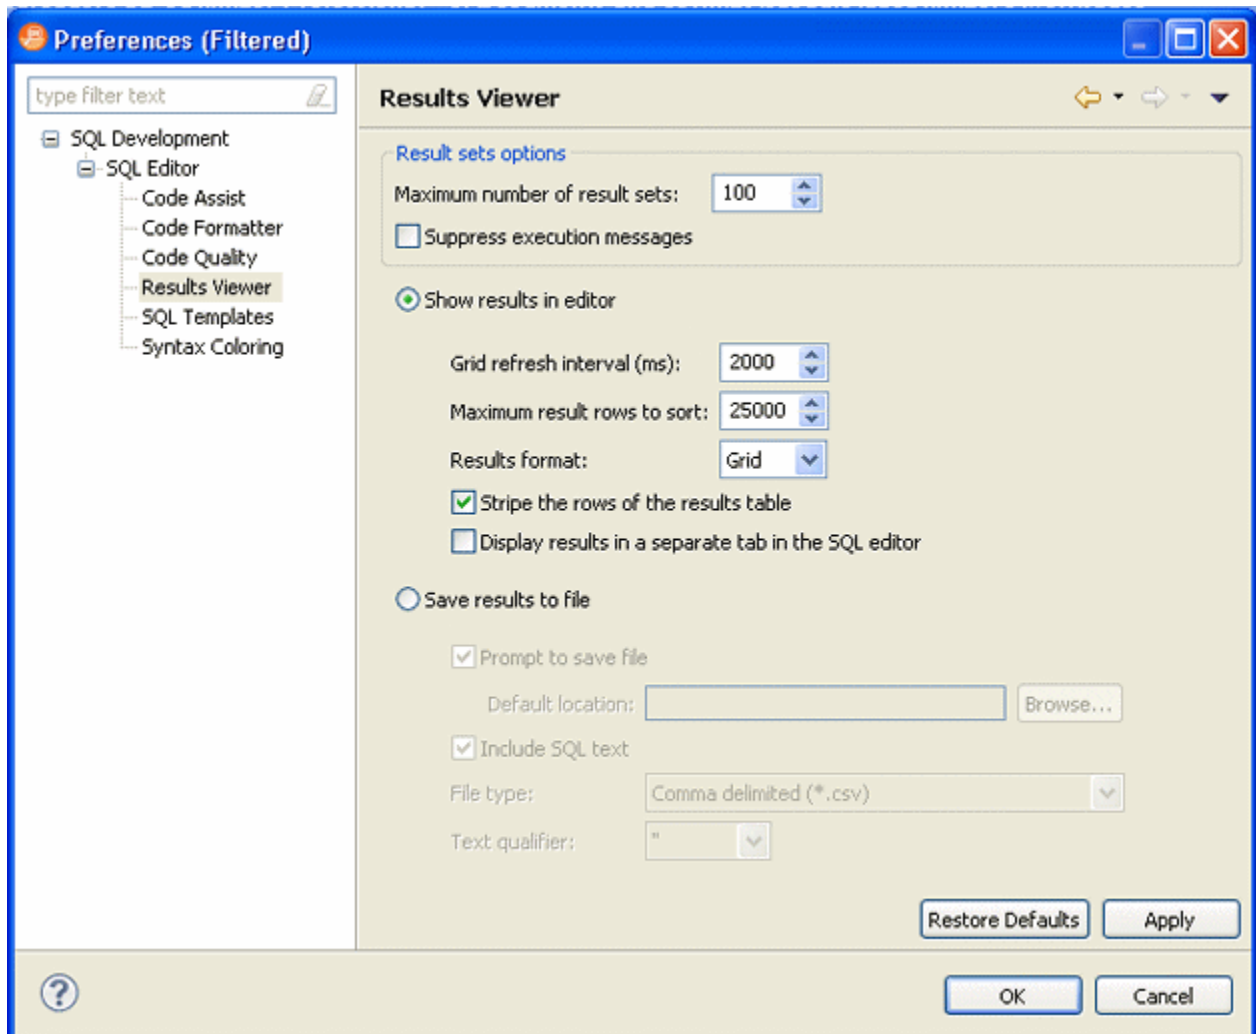 Preferences (Filtered)
type filter text
SQL Development
SQL Editor
Code Assist
Code Formatter
Code Quality
Results Viewer
SQL Templates
Syntax Coloring
Results Viewer
Result sets options
Maximum number of result sets: 100
Suppress execution messages
Show results in editor
Grid refresh interval (ms): 2000
Maximum result rows to sort: 25000
Results format: Grid
Stripe the rows of the results table
Display results in a separate tab in the SQL editor
Save results to file
Prompt to save file
Default location: Browse...
Include SQL text
File type: Comma delimited (*.csv)
Text qualifier: "
Restore Defaults Apply
? OK Cancel